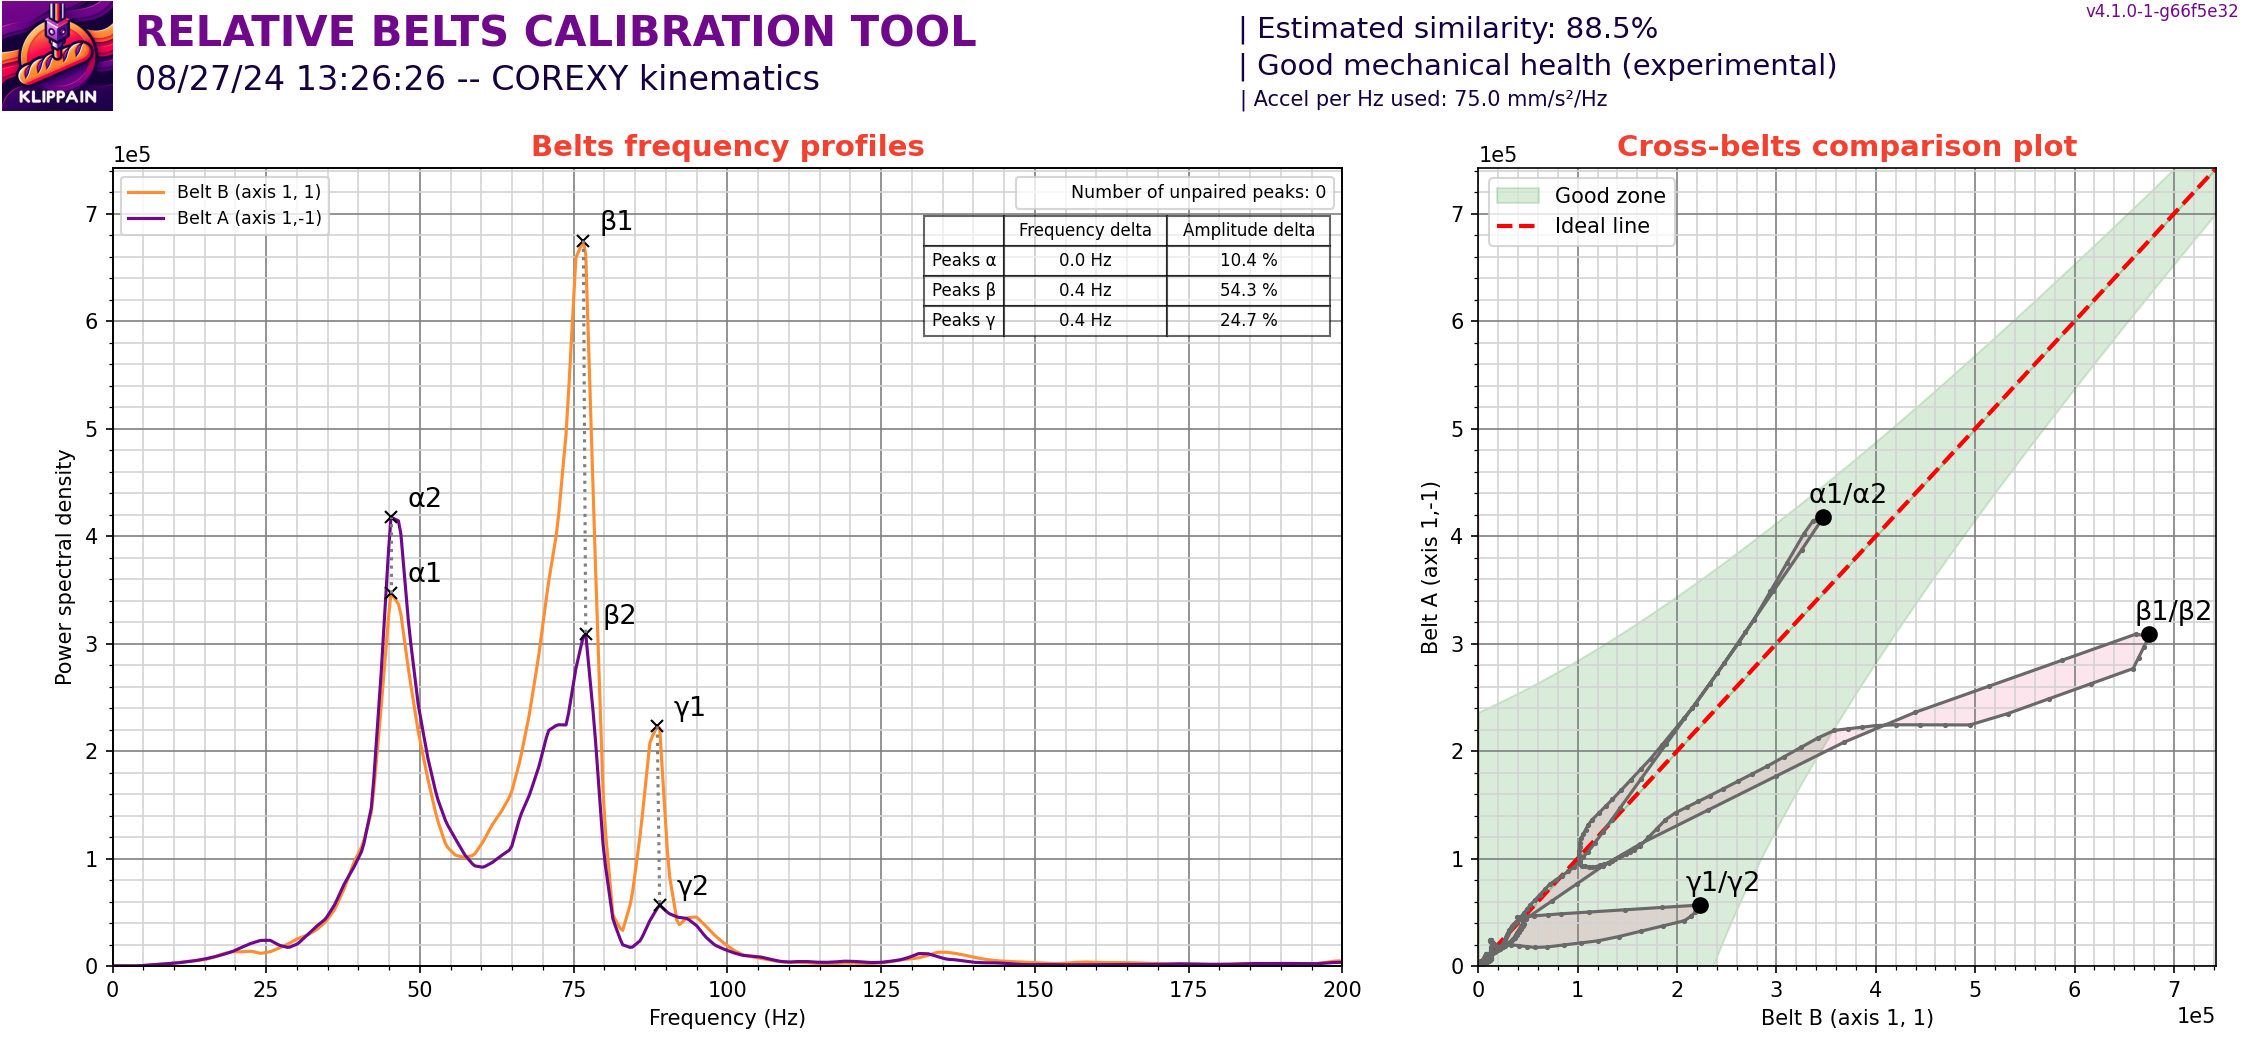 KLIPPAIN
RELATIVE BELTS CALIBRATION TOOL
08/27/24 13:26:26 -- COREXY kinematics
| Estimated similarity: 88.5%
| Good mechanical health (experimental)
| Accel per Hz used: 75.0 mm/s²/Hz
v4.1.0-1-g66f5e32
Belts frequency profiles
1e5
Belt B (axis 1, 1)
Belt A (axis 1,-1)
Number of unpaired peaks: 0
Frequency delta Amplitude delta
Peaks α 0.0 Hz 10.4 %
Peaks β 0.4 Hz 54.3 %
Peaks γ 0.4 Hz 24.7 %
β1
α2
α1
β2
γ1
γ2
7
6
5
4
3
2
1
0
Power spectral density
0 25 50 75 100 125 150 175 200
Frequency (Hz)
Cross-belts comparison plot
1e5
Good zone
Ideal line
α1/α2
β1/β2
γ1/γ2
7
6
5
4
3
2
1
0
Belt A (axis 1,-1)
0 1 2 3 4 5 6 7
1e5
Belt B (axis 1, 1)